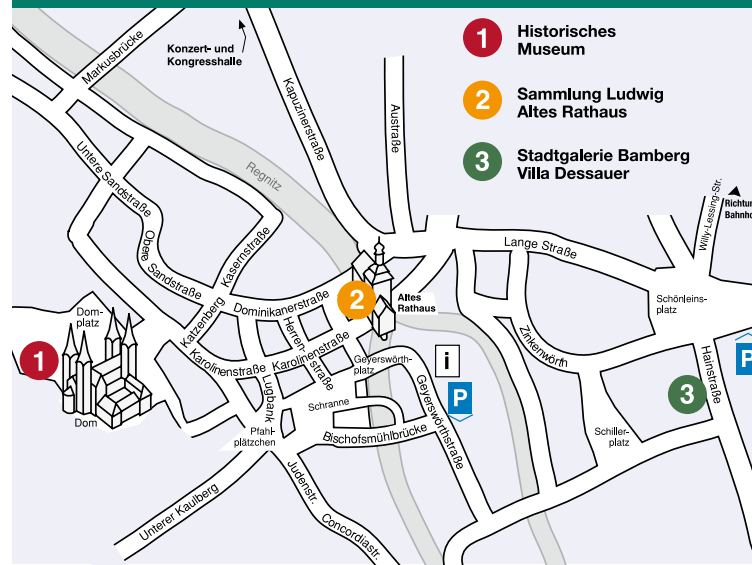 1 Historisches
Museum
2 Sammlung Ludwig
Altes Rathaus
3 Stadtgalerie Bamberg
Villa Dessauer
Konzert- und
Kongresshalle
Markusbrücke
Kapuzinerstraße
Austraße
Regnitz
Untere Sandstraße
Obere Sandstraße
Kasernstraße
Willy-Lessing-Str.
Lange Straße
Katzenberg
Dominikanerstraße
2
Altes
Rathaus
Schönleins-
platz
Dom-
platz
1
Dom
Karolinenstraße
Karolinenstraße
Herrenstraße
Lugbank
Geyerswörth-
platz
i
P
P
Zinkenwörth
Hainstraße
3
Schranne
Geyerswörthstraße
Pfahl-
plätzchen
Bischofsmühlbrücke
Schiller-
platz
Unterer Kaulberg
Judenstr.
Concordiastr.